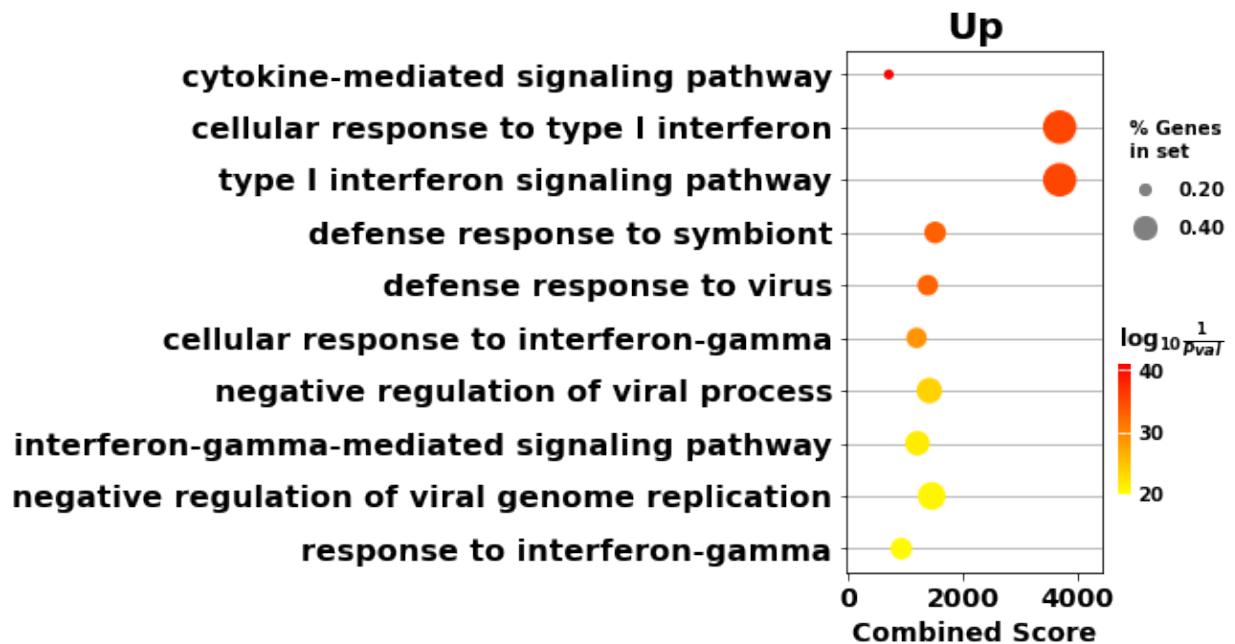 Up
cytokine-mediated signaling pathway
cellular response to type I interferon
type I interferon signaling pathway
defense response to symbiont
defense response to virus
cellular response to interferon-gamma
negative regulation of viral process
interferon-gamma-mediated signaling pathway
negative regulation of viral genome replication
response to interferon-gamma
0 2000 4000
Combined Score
% Genes
in set
0.20
0.40
log10 1/Pval
40
30
20